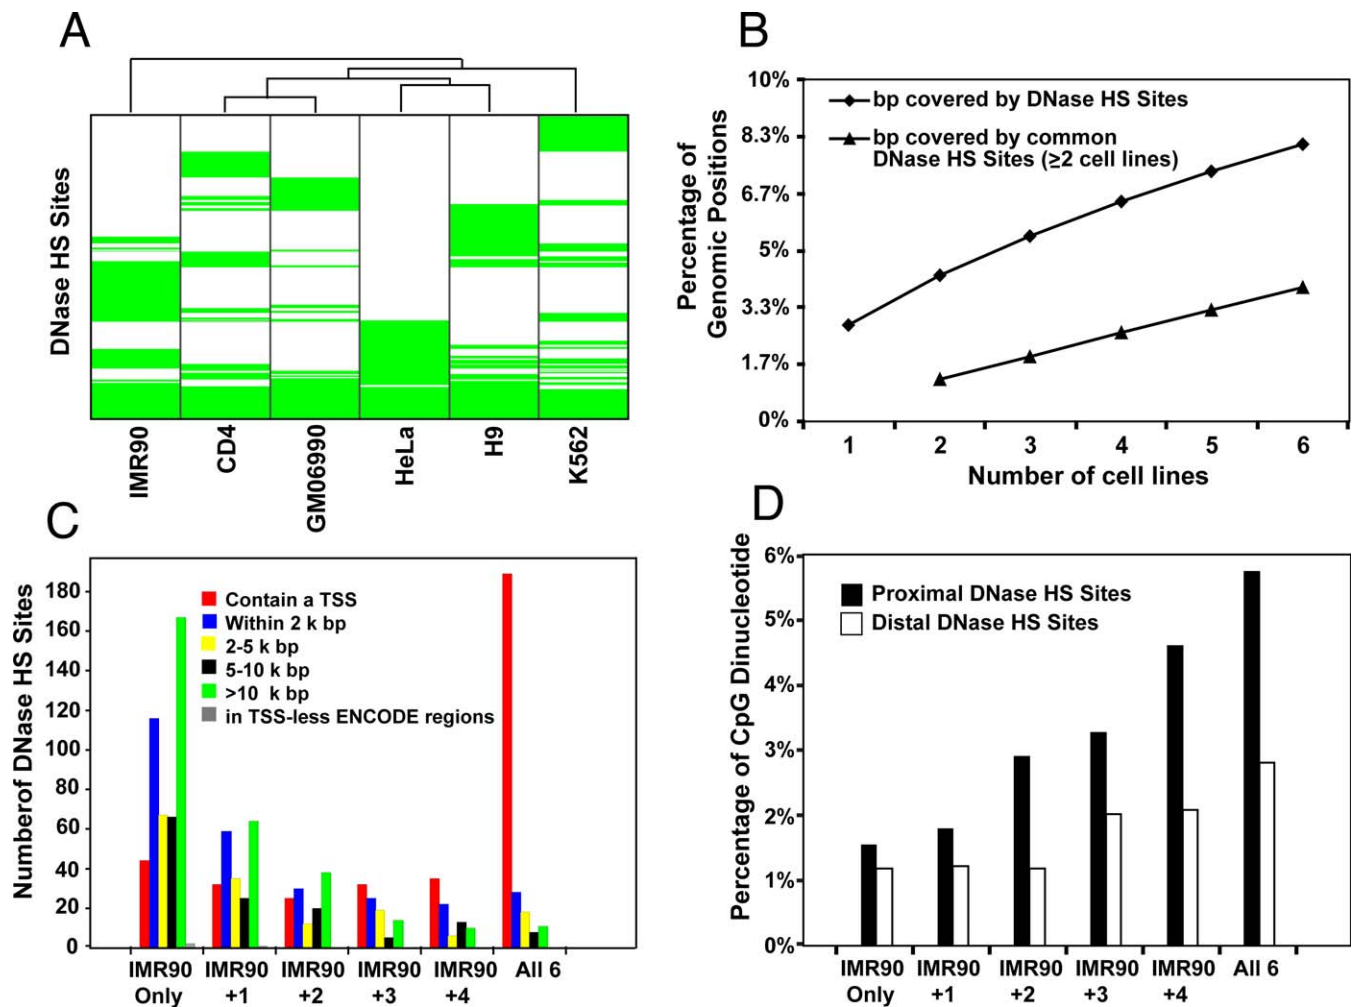 A
DNase HS Sites
IMR90
CD4
GM06990
HeLa
H9
K562
B
10%
8.3%
6.7%
5%
3.3%
1.7%
0%
Percentage of
Genomic Positions
bp covered by DNase HS Sites
bp covered by common
DNase HS Sites (≥2 cell lines)
1 2 3 4 5 6
Number of cell lines
C
Numberof DNase HS Sites
180
160
140
120
100
80
60
40
20
0
Contain a TSS
Within 2 k bp
2-5 k bp
5-10 k bp
>10 k bp
in TSS-less ENCODE regions
IMR90 IMR90 IMR90 IMR90 IMR90 All 6
Only +1 +2 +3 +4
D
Percentage of CpG Dinucleotide
6%
5%
4%
3%
2%
1%
0%
Proximal DNase HS Sites
Distal DNase HS Sites
IMR90 IMR90 IMR90 IMR90 IMR90 All 6
Only +1 +2 +3 +4